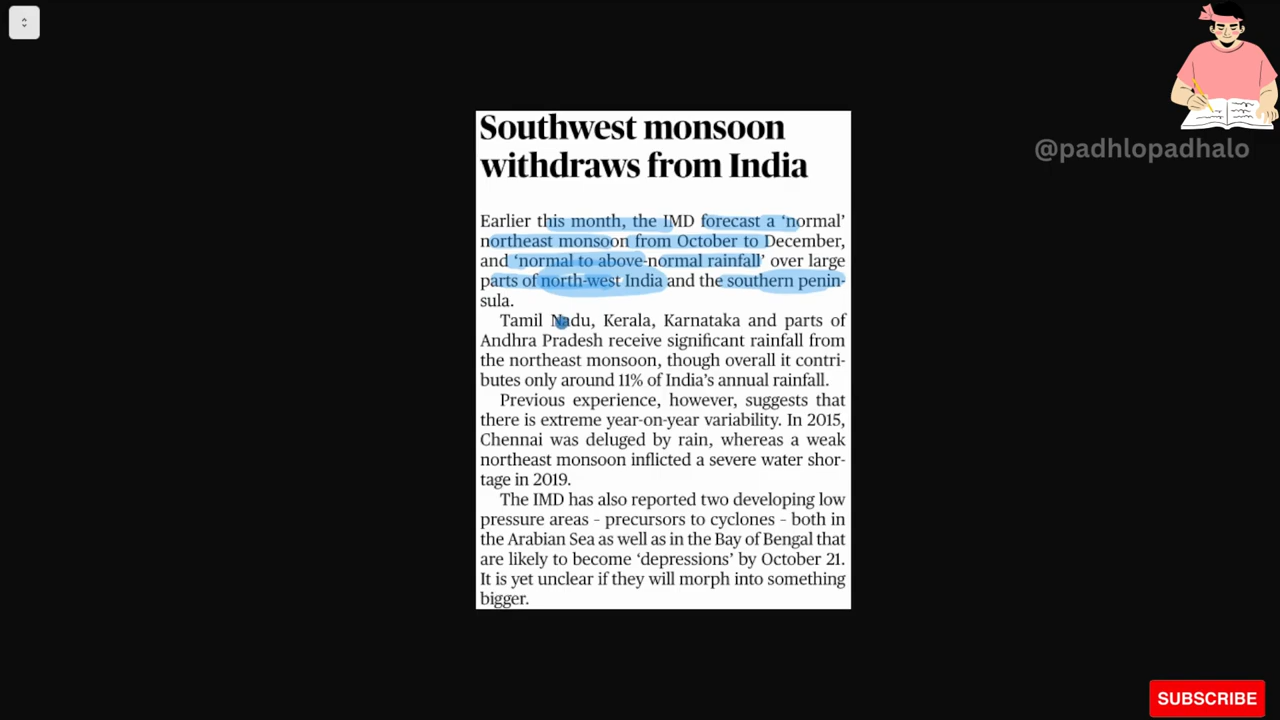 Southwest monsoon
withdraws from India
@padhlopadhalo
Earlier this month, the IMD forecast a ‘normal’
northeast monsoon from October to December,
and ‘normal to above-normal rainfall’ over large
parts of north-west India and the southern penin-
sula.
Tamil Nadu, Kerala, Karnataka and parts of
Andhra Pradesh receive significant rainfall from
the northeast monsoon, though overall it contri-
butes only around 11% of India’s annual rainfall.
Previous experience, however, suggests that
there is extreme year-on-year variability. In 2015,
Chennai was deluged by rain, whereas a weak
northeast monsoon inflicted a severe water shor-
tage in 2019.
The IMD has also reported two developing low
pressure areas – precursors to cyclones – both in
the Arabian Sea as well as in the Bay of Bengal that
are likely to become ‘depressions’ by October 21.
It is yet unclear if they will morph into something
bigger.
SUBSCRIBE